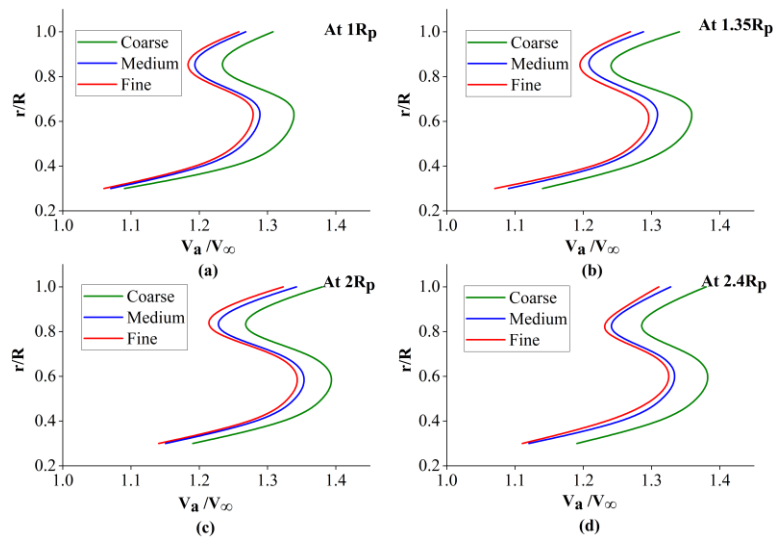 At 1Rp
Coarse
Medium
Fine
r/R
1.0
0.8
0.6
0.4
0.2
1.0 1.1 1.2 1.3 1.4
Va /V∞
(a)
At 1.35Rp
Coarse
Medium
Fine
r/R
1.0
0.8
0.6
0.4
0.2
1.0 1.1 1.2 1.3 1.4
Va /V∞
(b)
At 2Rp
Coarse
Medium
Fine
r/R
1.0
0.8
0.6
0.4
0.2
1.0 1.1 1.2 1.3 1.4
Va /V∞
(c)
At 2.4Rp
Coarse
Medium
Fine
r/R
1.0
0.8
0.6
0.4
0.2
1.0 1.1 1.2 1.3 1.4
Va /V∞
(d)